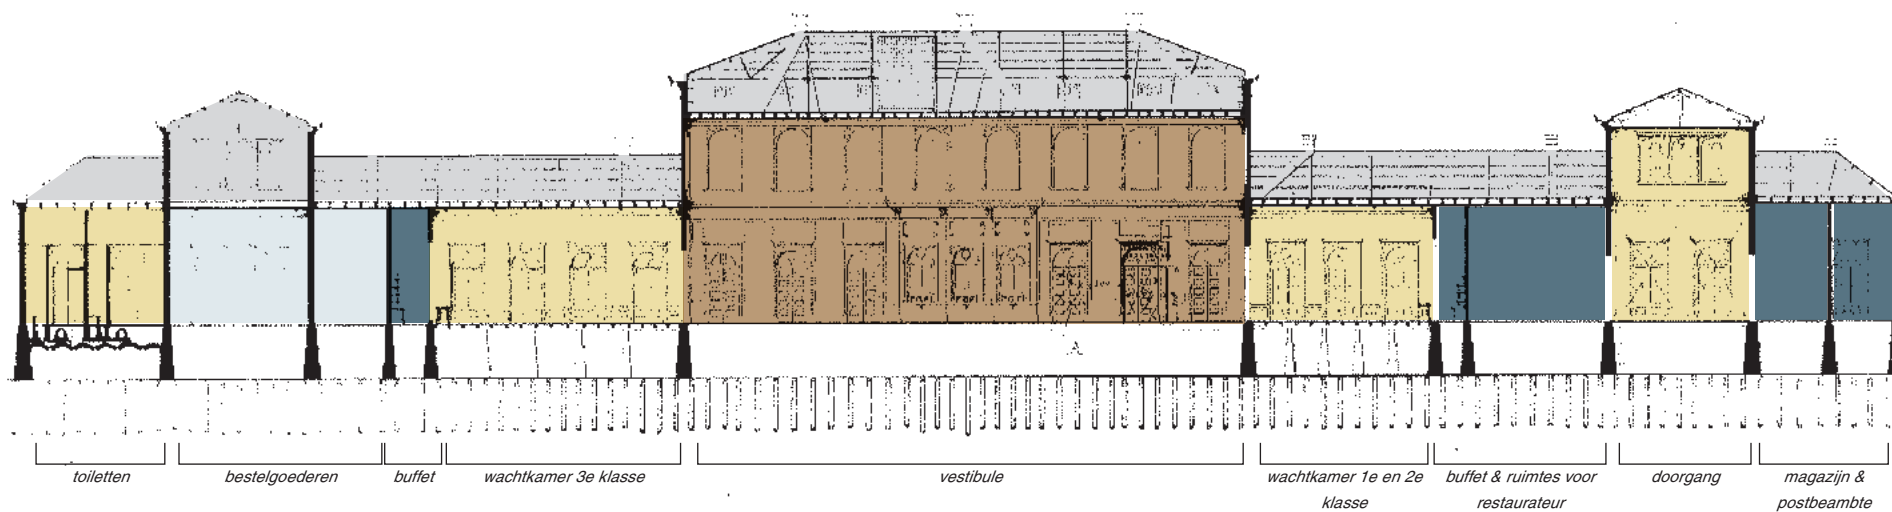 toiletten
bestelgoederen
buffet
wachtkamer 3e klasse
vestibule
wachtkamer 1e en 2e
klasse
buffet & ruimtes voor
restaurateur
doorgang
magazijn &
postbeambte